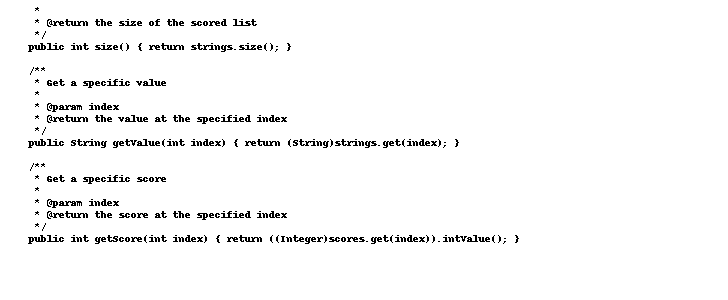 *
* @return the size of the scored list
*/
public int size() { return strings.size(); }
/**
* Get a specific value
*
* @param index
* @return the value at the specified index
*/
public String getValue(int index) { return (String)strings.get(index); }
/**
* Get a specific score
*
* @param index
* @return the score at the specified index
*/
public int getScore(int index) { return ((Integer)scores.get(index)).intValue(); }